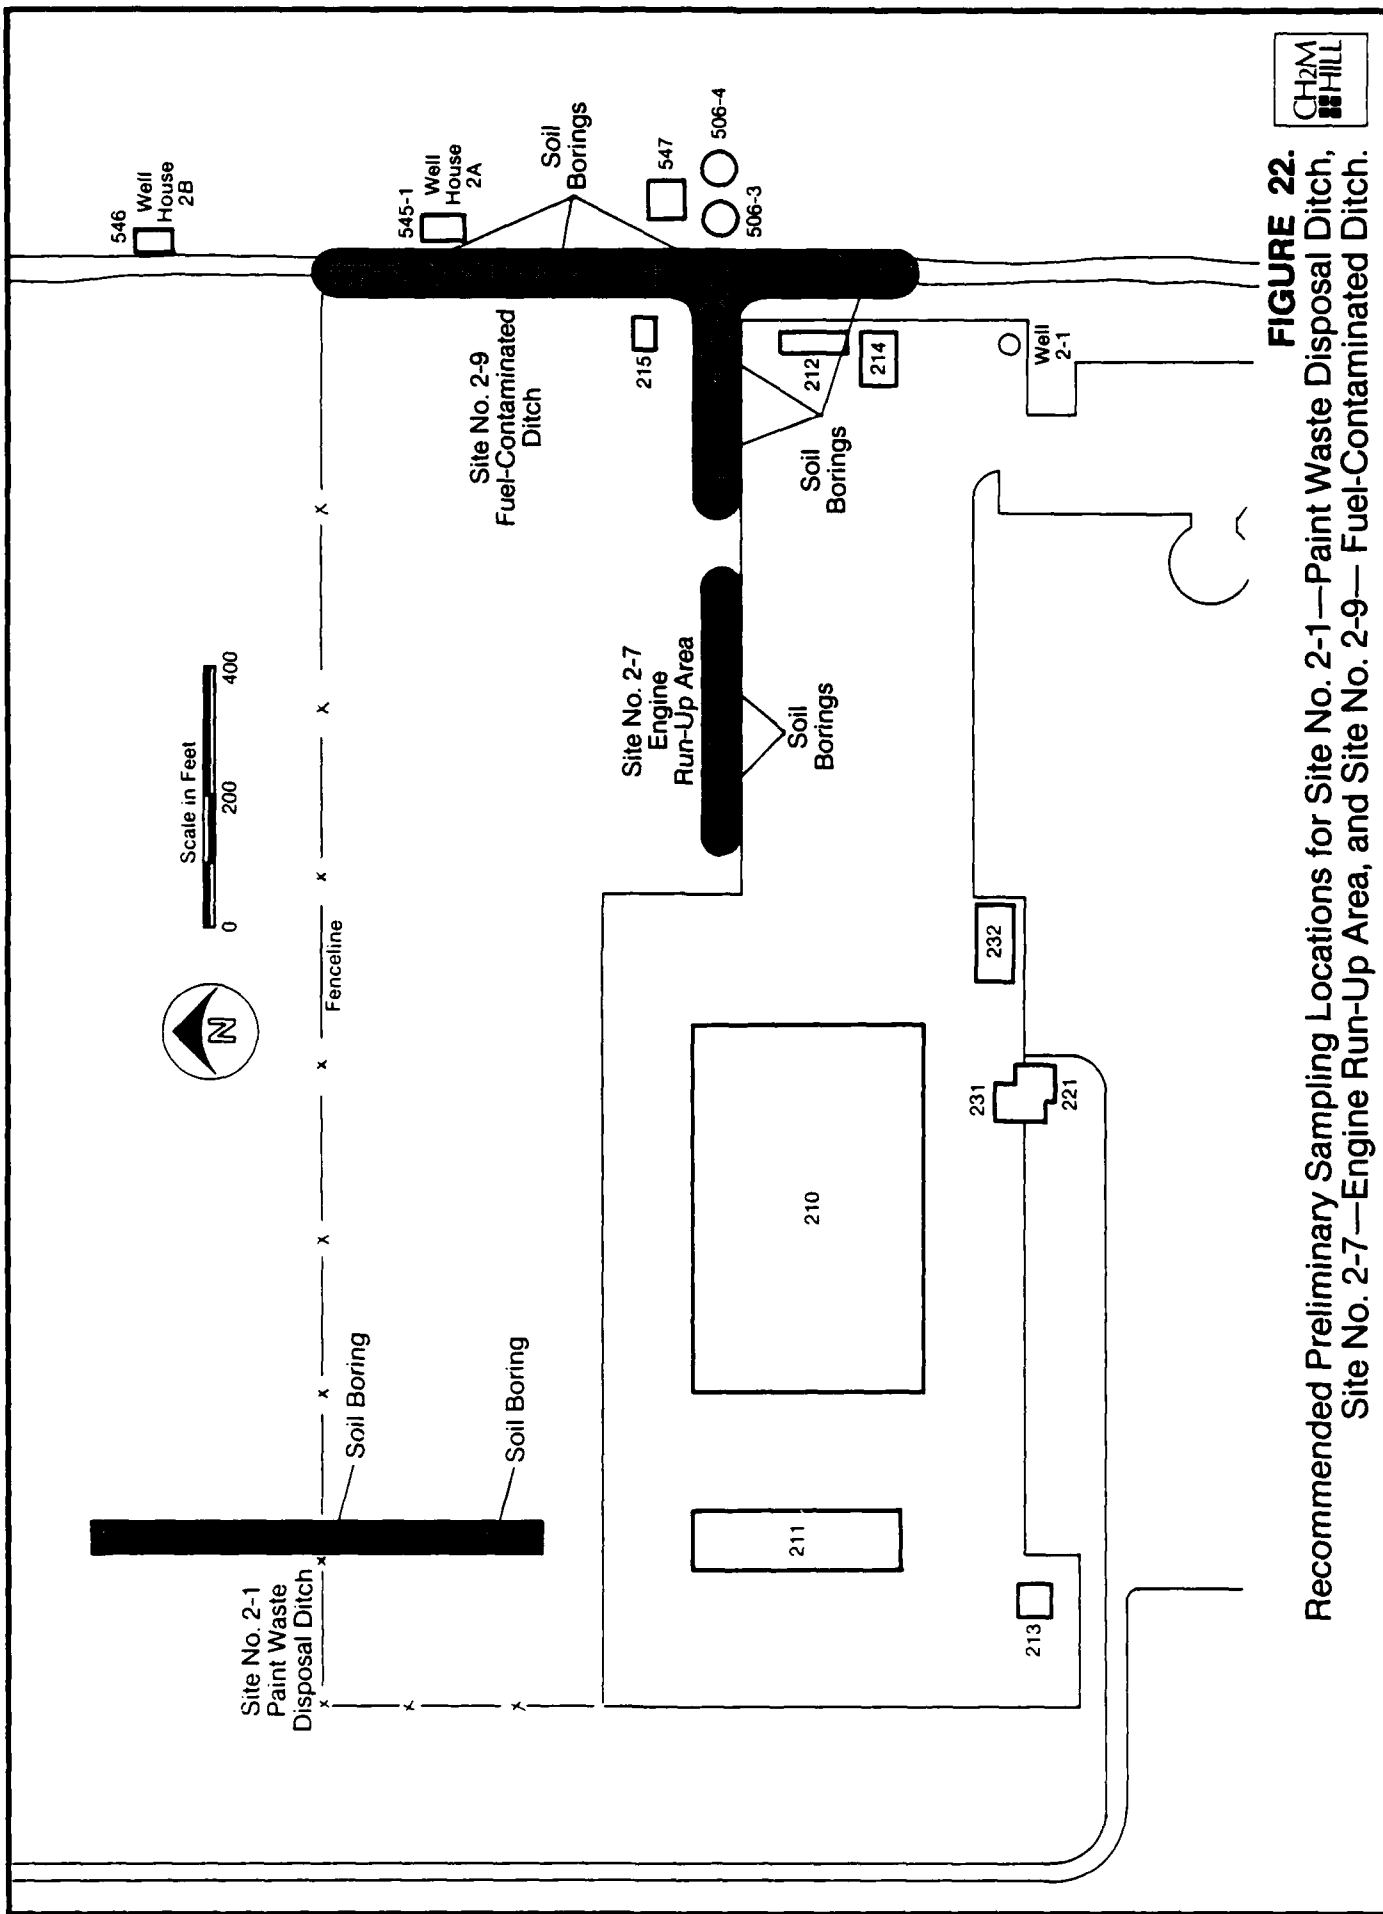 546
Well
House
2B
545-1
Well
House
2A
Soil
Borings
547
506-4
506-3
Scale in Feet
0 200 400
N
Fenceline
x x x x x x x x x x x
Site No. 2-9
Fuel-Contaminated
Ditch
215
212
214
Soil
Borings
Well
2-1
Site No. 2-7
Engine
Run-Up Area
Soil
Borings
Soil Boring
Soil Boring
Site No. 2-1
Paint Waste
Disposal Ditch
211
210
232
231
221
213
CH2M
HILL
FIGURE 22.
Recommended Preliminary Sampling Locations for Site No. 2-1—Paint Waste Disposal Ditch,
Site No. 2-7—Engine Run-Up Area, and Site No. 2-9— Fuel-Contaminated Ditch.